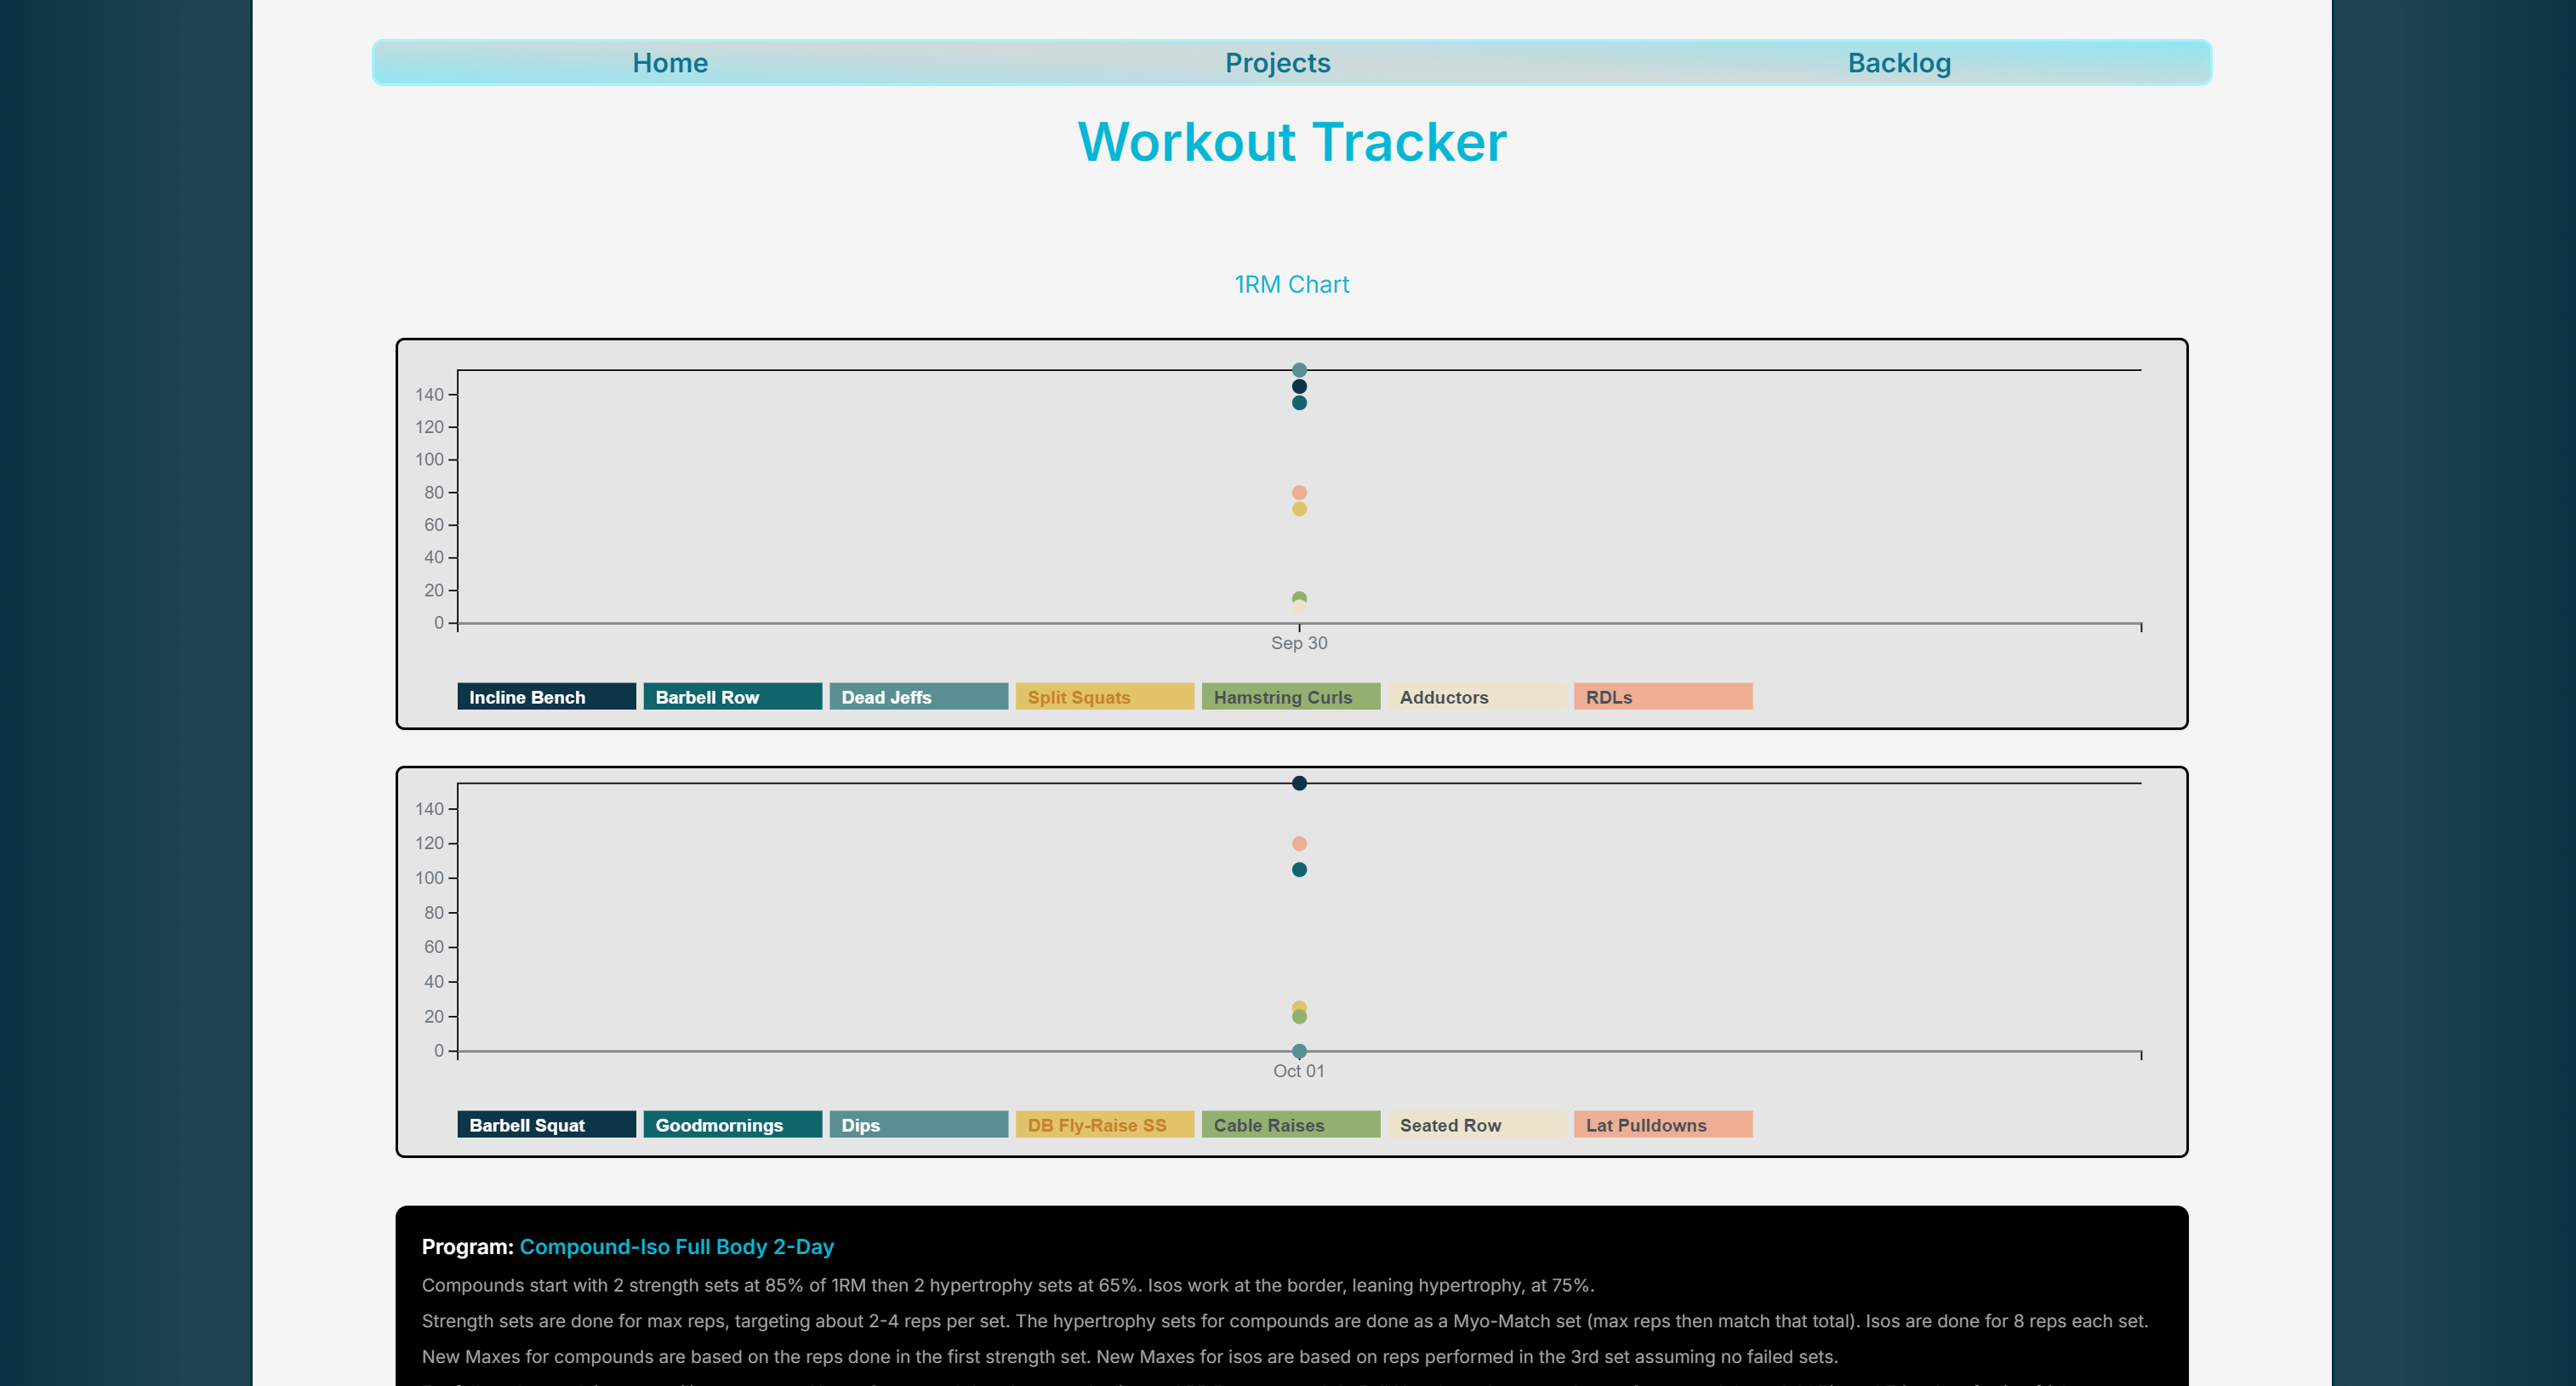 Home Projects Backlog
Workout Tracker
1RM Chart
140
120
100
80
60
40
20
0
Sep 30
Incline Bench Barbell Row Dead Jeffs Split Squats Hamstring Curls Adductors RDLs
140
120
100
80
60
40
20
0
Oct 01
Barbell Squat Goodmornings Dips DB Fly-Raise SS Cable Raises Seated Row Lat Pulldowns
Program: Compound-Iso Full Body 2-Day
Compounds start with 2 strength sets at 85% of 1RM then 2 hypertrophy sets at 65%. Isos work at the border, leaning hypertrophy, at 75%.
Strength sets are done for max reps, targeting about 2-4 reps per set. The hypertrophy sets for compounds are done as a Myo-Match set (max reps then match that total). Isos are done for 8 reps each set.
New Maxes for compounds are based on the reps done in the first strength set. New Maxes for isos are based on reps performed in the 3rd set assuming no failed sets.